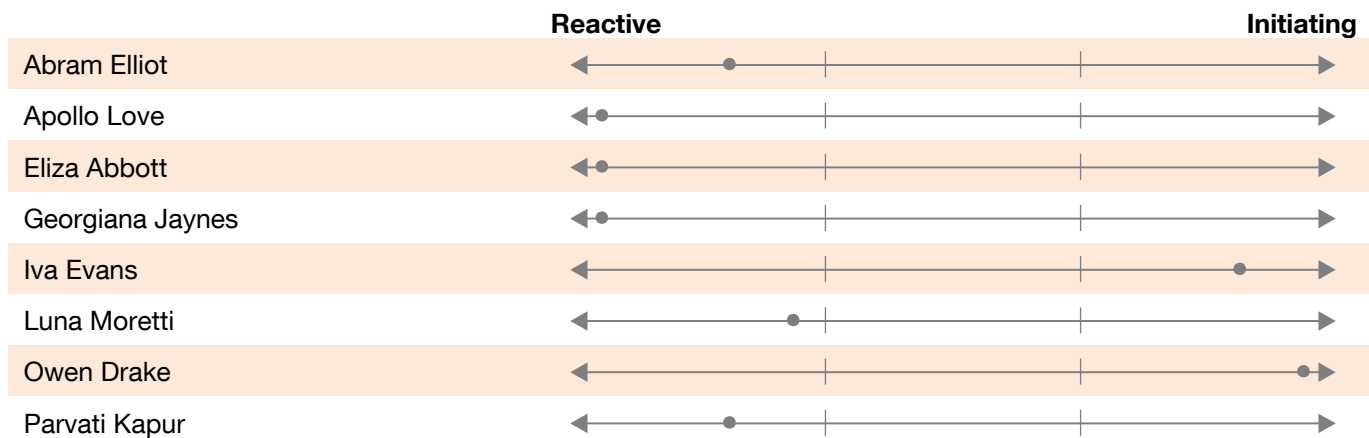 Reactive Initiating
Abram Elliot
Apollo Love
Eliza Abbott
Georgiana Jaynes
Iva Evans
Luna Moretti
Owen Drake
Parvati Kapur